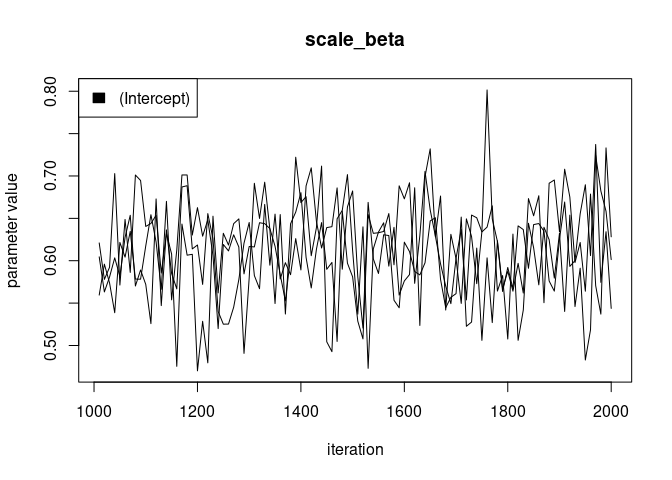 scale_beta
(Intercept)
parameter value
0.80
0.70
0.60
0.50
1000 1200 1400 1600 1800 2000
iteration